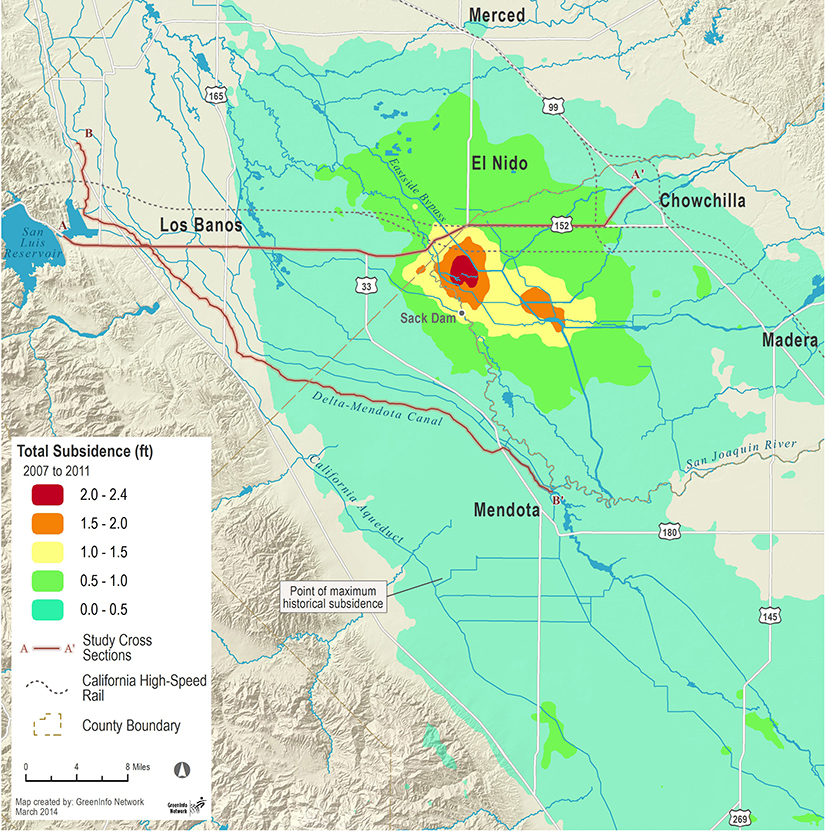 Merced
165
99
B
Eastside Bypass
El Nido
A'
Chowchilla
San
Luis
Reservoir
A
Los Banos
152
33
Sack Dam
Madera
Delta-Mendota Canal
San Joaquin River
California Aqueduct
B'
Mendota
180
Point of maximum
historical subsidence
145
269
Total Subsidence (ft)
2007 to 2011
2.0 - 2.4
1.5 - 2.0
1.0 - 1.5
0.5 - 1.0
0.0 - 0.5
A A' Study Cross
Sections
California High-Speed
Rail
County Boundary
0 4 8 Miles
Map created by: GreenInfo Network
March 2014
GreenInfo
Network